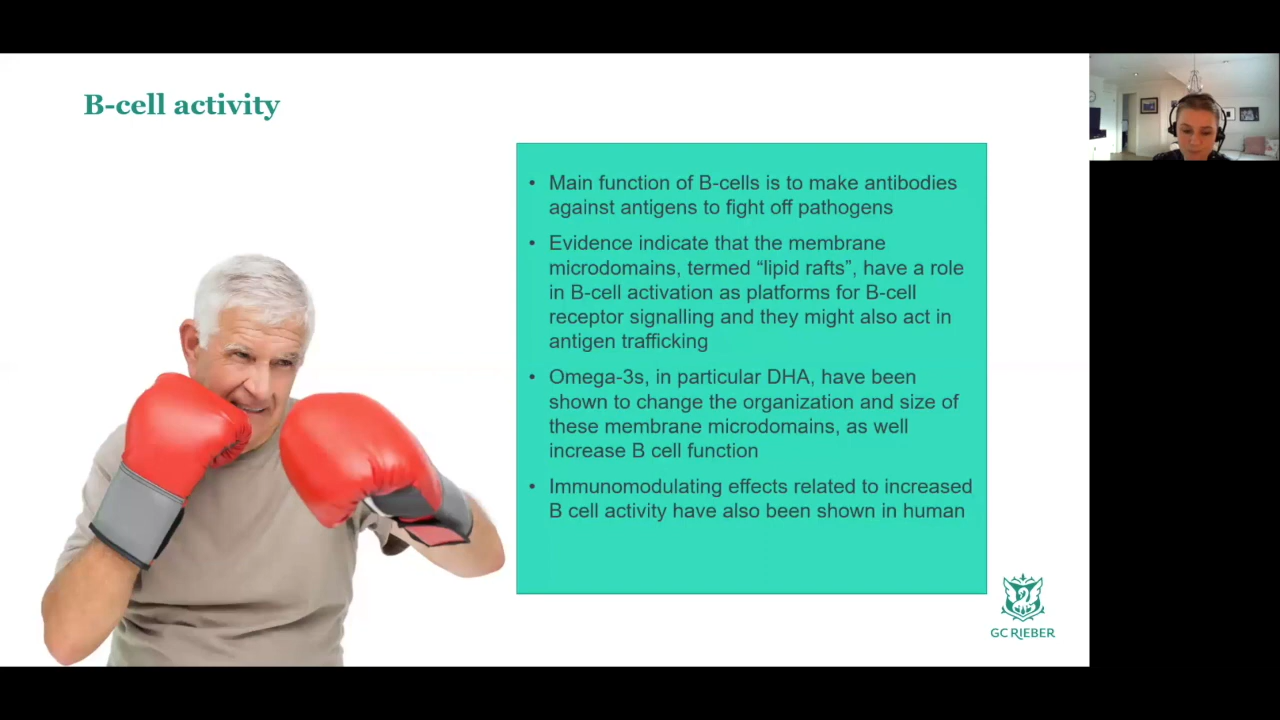 B-cell activity
• Main function of B-cells is to make antibodies
against antigens to fight off pathogens
• Evidence indicate that the membrane
microdomains, termed “lipid rafts”, have a role
in B-cell activation as platforms for B-cell
receptor signalling and they might also act in
antigen trafficking
• Omega-3s, in particular DHA, have been
shown to change the organization and size of
these membrane microdomains, as well
increase B cell function
• Immunomodulating effects related to increased
B cell activity have also been shown in human
GC RIEBER